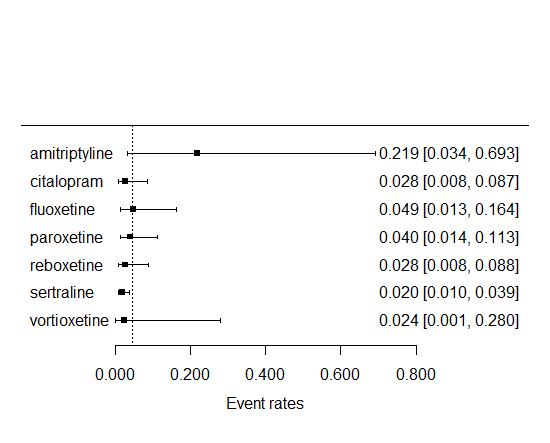 amitriptyline 0.219 [0.034, 0.693]
citalopram 0.028 [0.008, 0.087]
fluoxetine 0.049 [0.013, 0.164]
paroxetine 0.040 [0.014, 0.113]
reboxetine 0.028 [0.008, 0.088]
sertraline 0.020 [0.010, 0.039]
vortioxetine 0.024 [0.001, 0.280]
0.000 0.200 0.400 0.600 0.800
Event rates